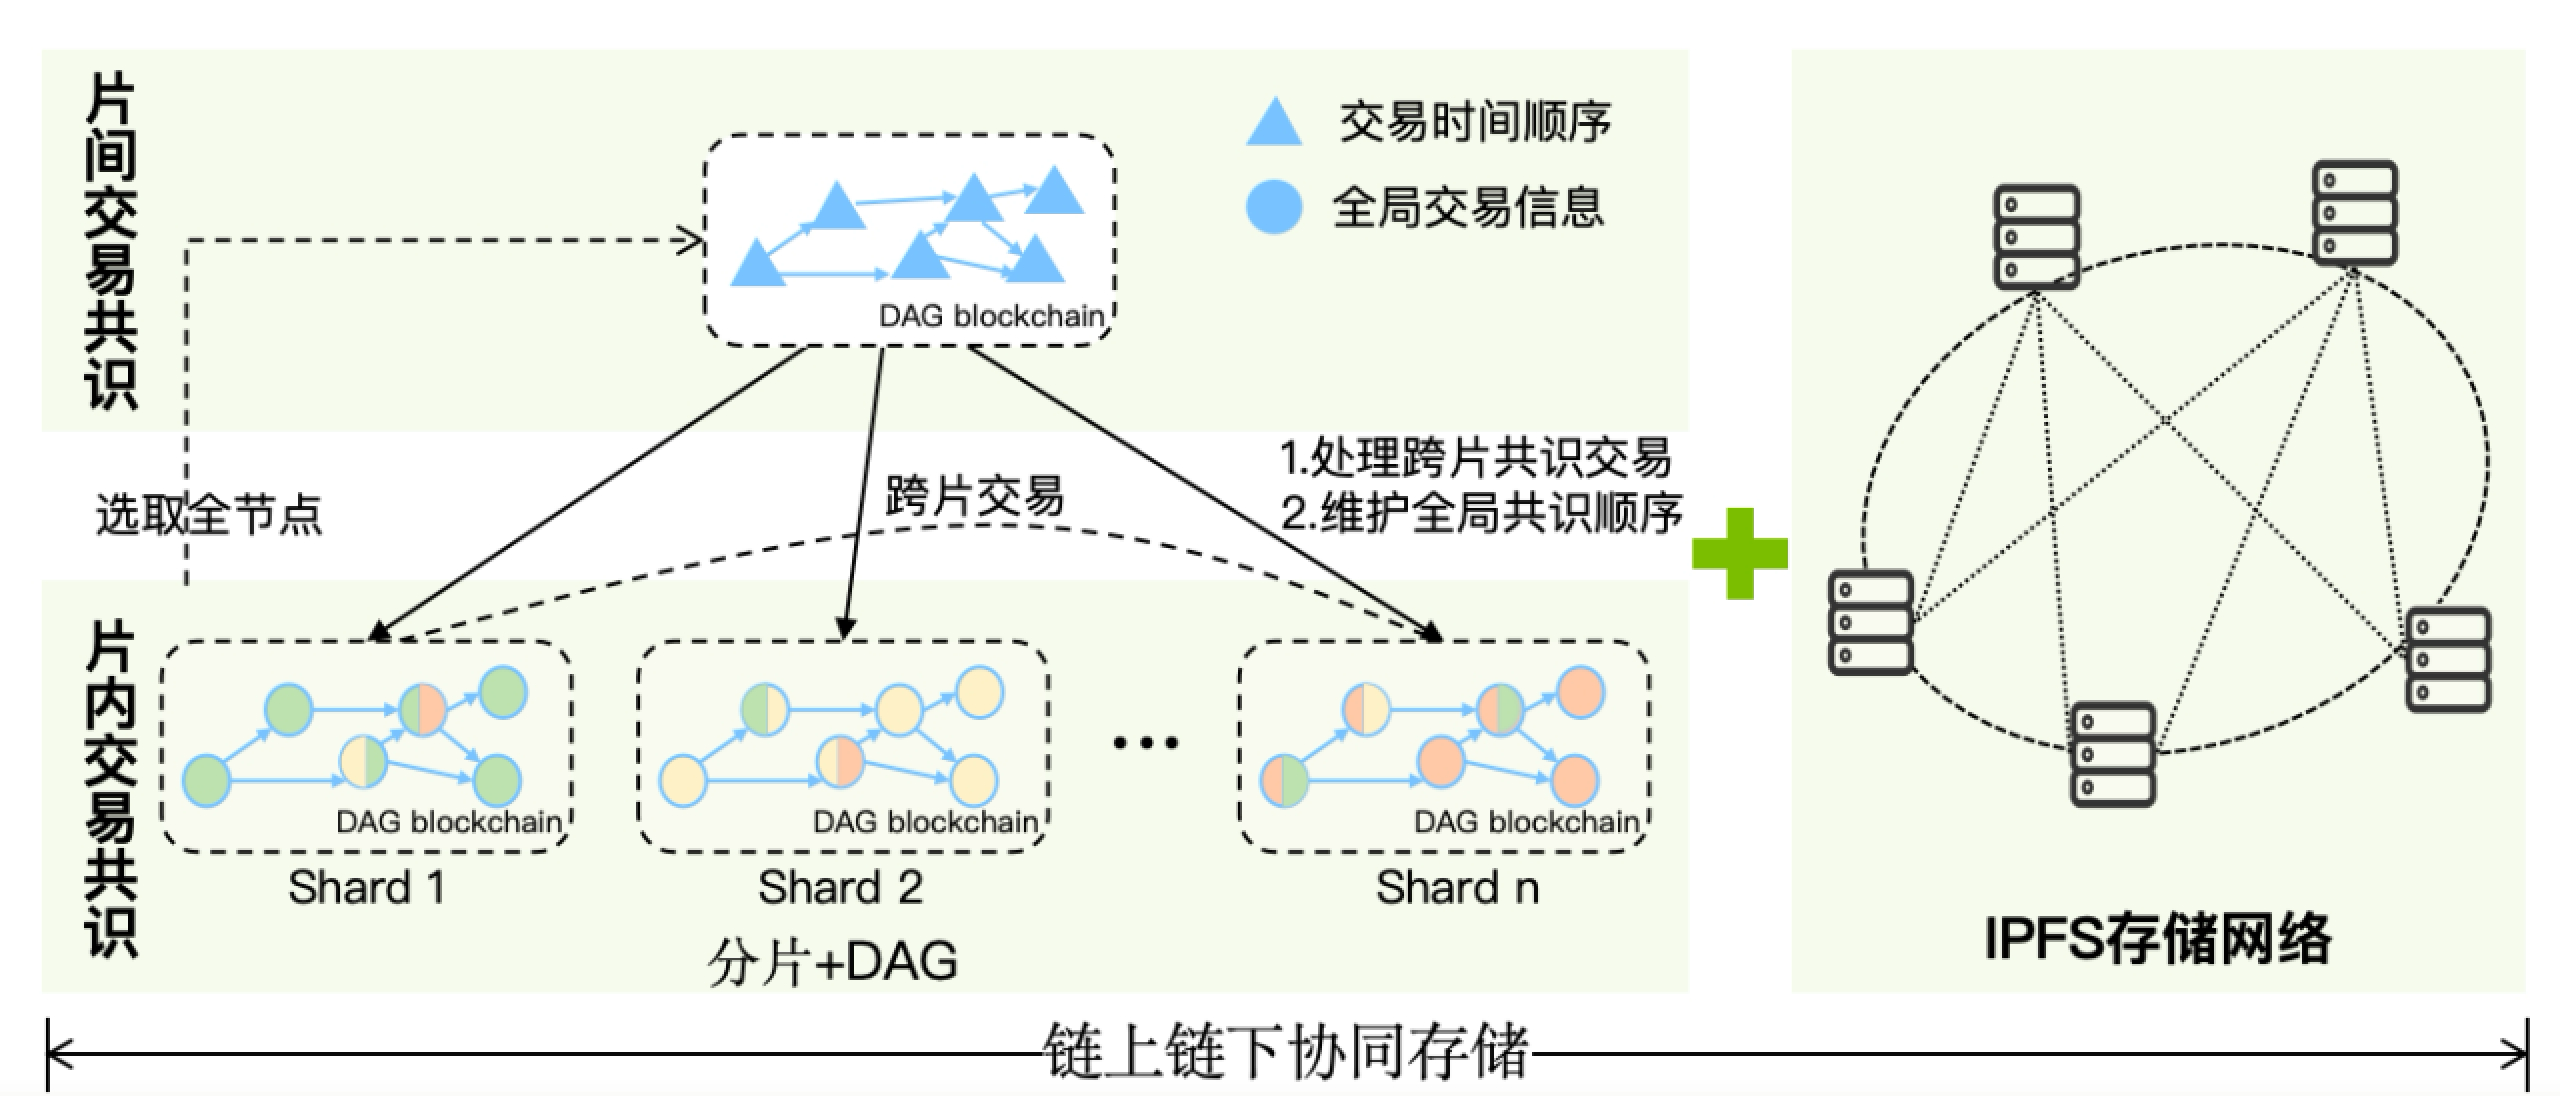 片间交易共识
交易时间顺序
全局交易信息
DAG blockchain
选取全节点
跨片交易
1.处理跨片共识交易
2.维护全局共识顺序
片内交易共识
DAG blockchain
DAG blockchain
DAG blockchain
Shard 1
Shard 2
Shard n
分片+DAG
IPFS存储网络
链上链下协同存储